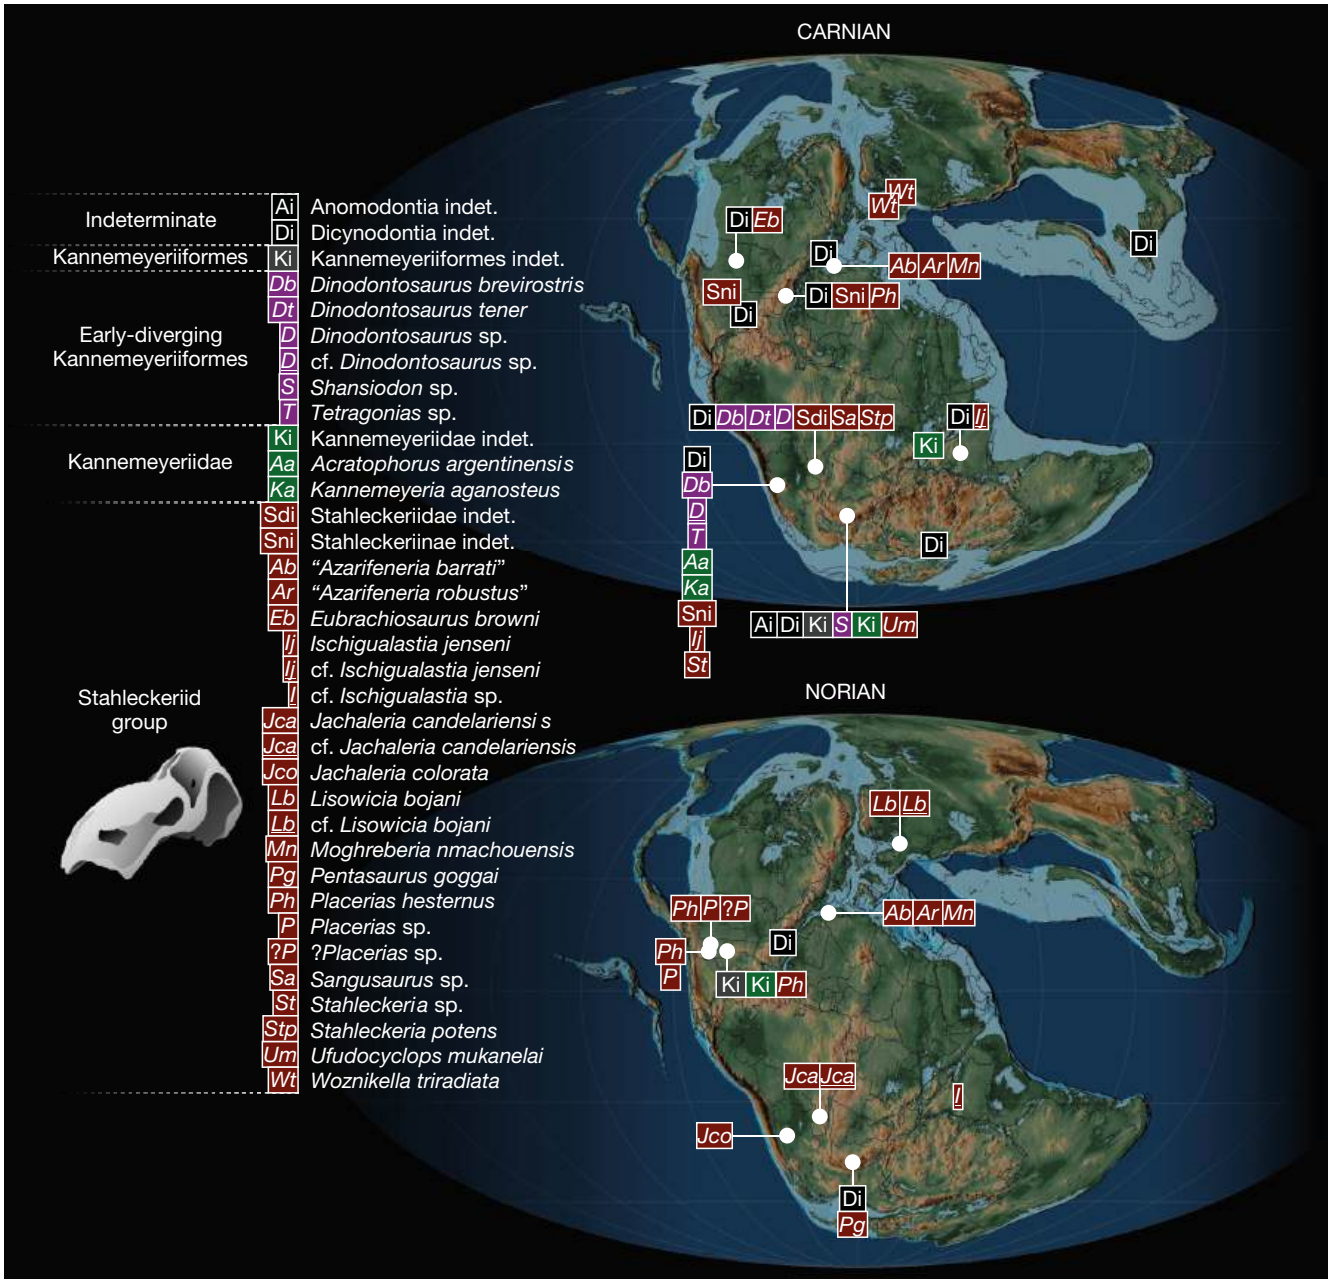 CARNIAN
Indeterminate
Ai Anomodontia indet.
Di Dicynodontia indet.
Kannemeyeriiformes
Ki Kannemeyeriiformes indet.
Early-diverging
Kannemeyeriiformes
Db Dinodontosaurus brevirostris
Dt Dinodontosaurus tener
D Dinodontosaurus sp.
D cf. Dinodontosaurus sp.
S Shansiodon sp.
T Tetragonias sp.
Kannemeyeriidae
Ki Kannemeyeriidae indet.
Aa Acratophorus argentinensis
Ka Kannemeyeria aganosteus
Stahleckeriid
group
Sdi Stahleckeriidae indet.
Sni Stahleckeriinae indet.
Ab “Azarifeneria barrati”
Ar “Azarifeneria robustus”
Eb Eubrachiosaurus browni
Ij Ischigualastia jenseni
Ij cf. Ischigualastia jenseni
I cf. Ischigualastia sp.
Jca Jachaleria candelariensi s
Jca cf. Jachaleria candelariensis
Jco Jachaleria colorata
Lb Lisowicia bojani
Lb cf. Lisowicia bojani
Mn Moghreberia nmachouensis
Pg Pentasaurus goggai
Ph Placerias hesternus
P Placerias sp.
?P ?Placerias sp.
Sa Sangusaurus sp.
St Stahleckeria sp.
Stp Stahleckeria potens
Um Ufudocyclops mukanelai
Wt Woznikella triradiata
Wt
Wt
Di Eb
Di
Di
Ab Ar Mn
Sni
Di
Di Sni Ph
Di Db Dt D Sdi Sa Stp
Di Ij
Ki
Di
Db
D
T
Aa
Ka
Sni
Ij
St
Di
Ai Di Ki S Ki Um
NORIAN
Lb Lb
Ph P ?P
Ab Ar Mn
Di
Ph
P
Ki Ki Ph
Jca Jca
I
Jco
Di
Pg